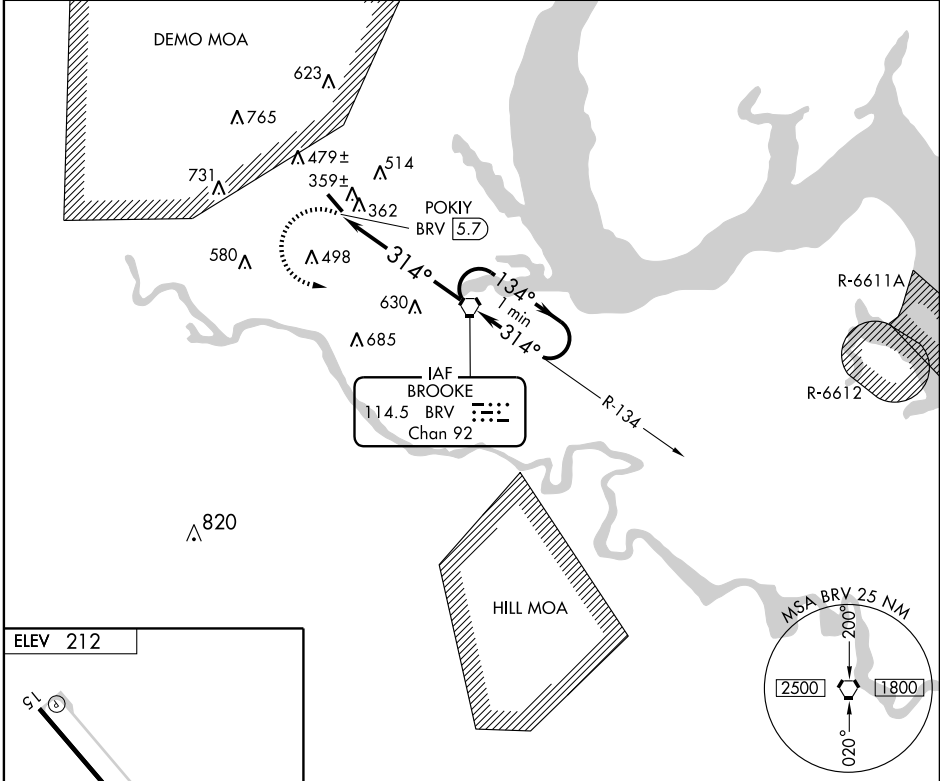 DEMO MOA
623
765
479±
514
731
359±
362
POKIY
BRV 5.7
580
498
314°
134°
1 min
314°
630
685
R-6611A
R-6612
IAF
BROOKE
114.5 BRV
Chan 92
R-134
820
HILL MOA
MSA BRV 25 NM
200°
2500
1800
020°
ELEV 212
15
P